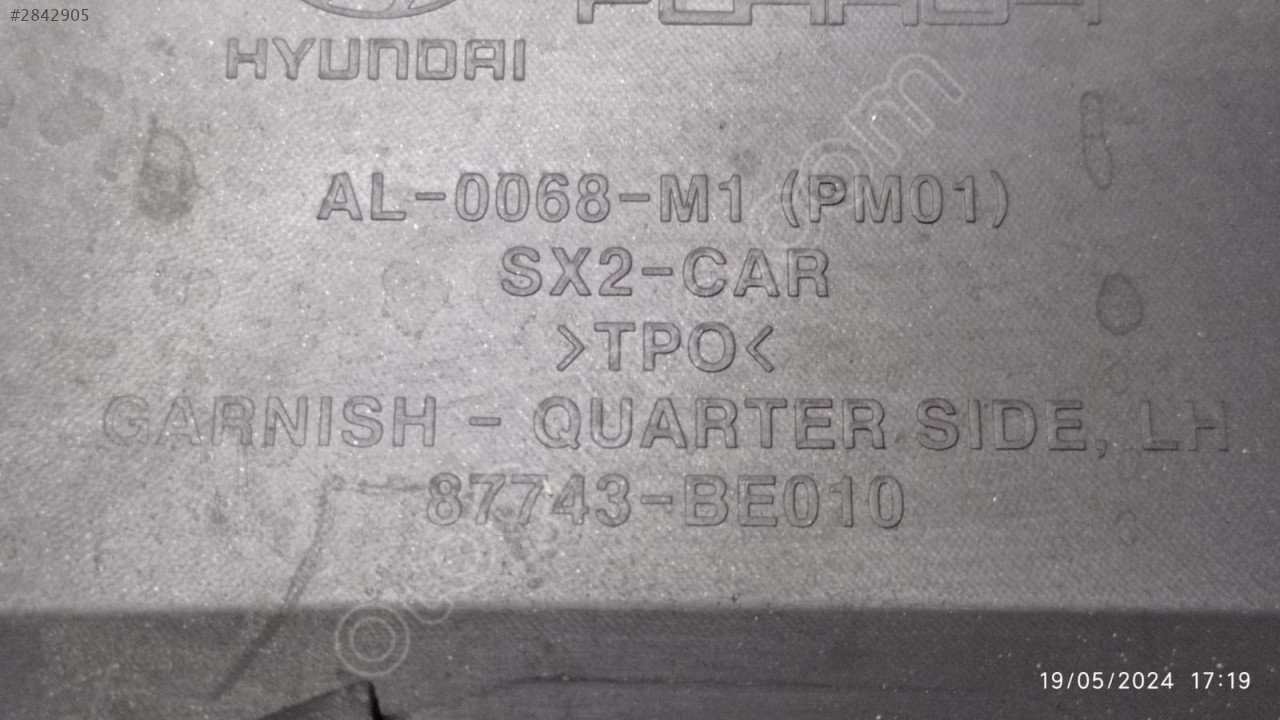 #2842905
HYUNDAI
AL-0068-M1 (PM01)
SX2-CAR
>TPO<
GARNISH - QUARTER SIDE, LH
87743-BE010
19/05/2024 17:19